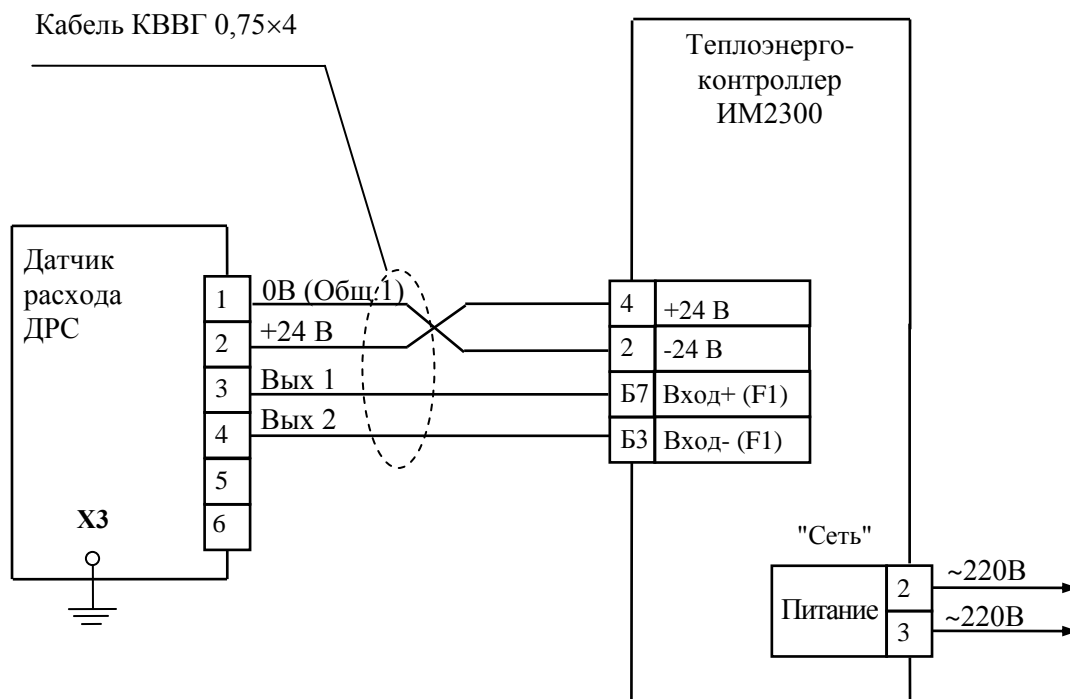 Кабель КВВГ 0,75×4
Теплоэнерго-
контроллер
ИМ2300
Датчик
расхода
ДРС
1
2
3
4
5
6
0В (Общ 1)
+24 В
Вых 1
Вых 2
4 +24 В
2 -24 В
Б7 Вход+ (F1)
Б3 Вход- (F1)
X3
"Сеть"
Питание
2 ~220В
3 ~220В